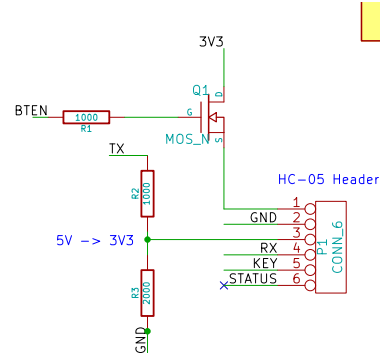 3V3
Q1
D
BTEN
1000
R1
G
S
MOS_N
TX
R2
1000
HC-05 Header
1
GND
2
5V -> 3V3
3
RX
4
KEY
5
STATUS
6
P1
CONN_6
R3
2000
GND